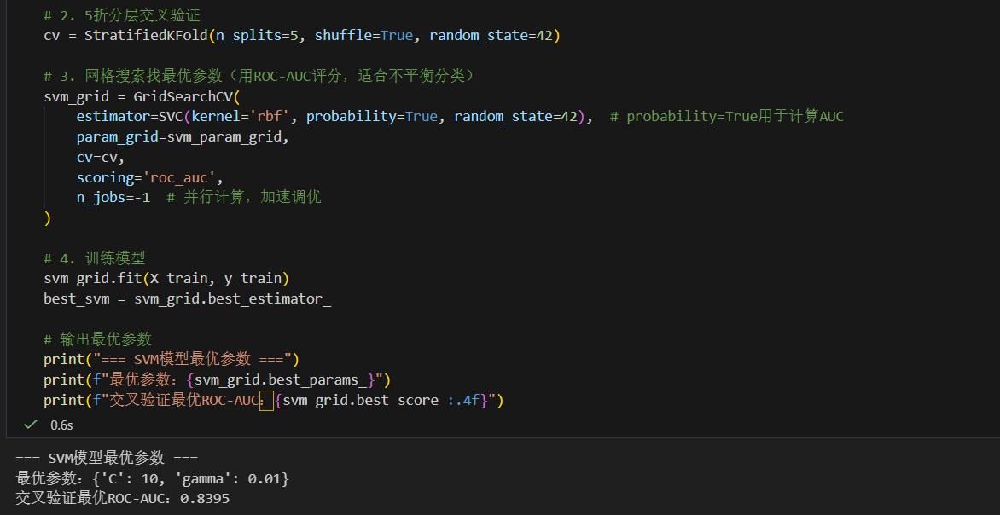 # 2. 5折分层交叉验证
cv = StratifiedKFold(n_splits=5, shuffle=True, random_state=42)
# 3. 网格搜索找最优参数（用ROC-AUC评分，适合不平衡分类）
svm_grid = GridSearchCV(
    estimator=SVC(kernel='rbf', probability=True, random_state=42),  # probability=True用于计算AUC
    param_grid=svm_param_grid,
    cv=cv,
    scoring='roc_auc',
    n_jobs=-1  # 并行计算，加速调优
)
# 4. 训练模型
svm_grid.fit(X_train, y_train)
best_svm = svm_grid.best_estimator_
# 输出最优参数
print("=== SVM模型最优参数 ===")
print(f"最优参数：{svm_grid.best_params_}")
print(f"交叉验证最优ROC-AUC：{svm_grid.best_score_:.4f}")
0.6s
=== SVM模型最优参数 ===
最优参数：{'C': 10, 'gamma': 0.01}
交叉验证最优ROC-AUC：0.8395